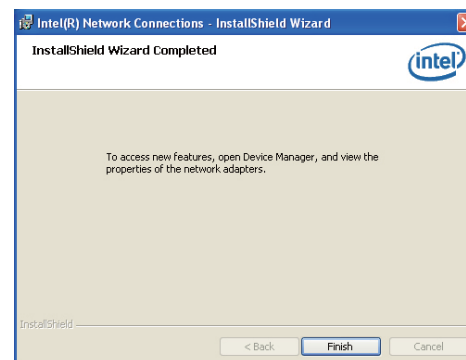 Intel(R) Network Connections - InstallShield Wizard
InstallShield Wizard Completed
intel
To access new features, open Device Manager, and view the
properties of the network adapters.
InstallShield
< Back
Finish
Cancel